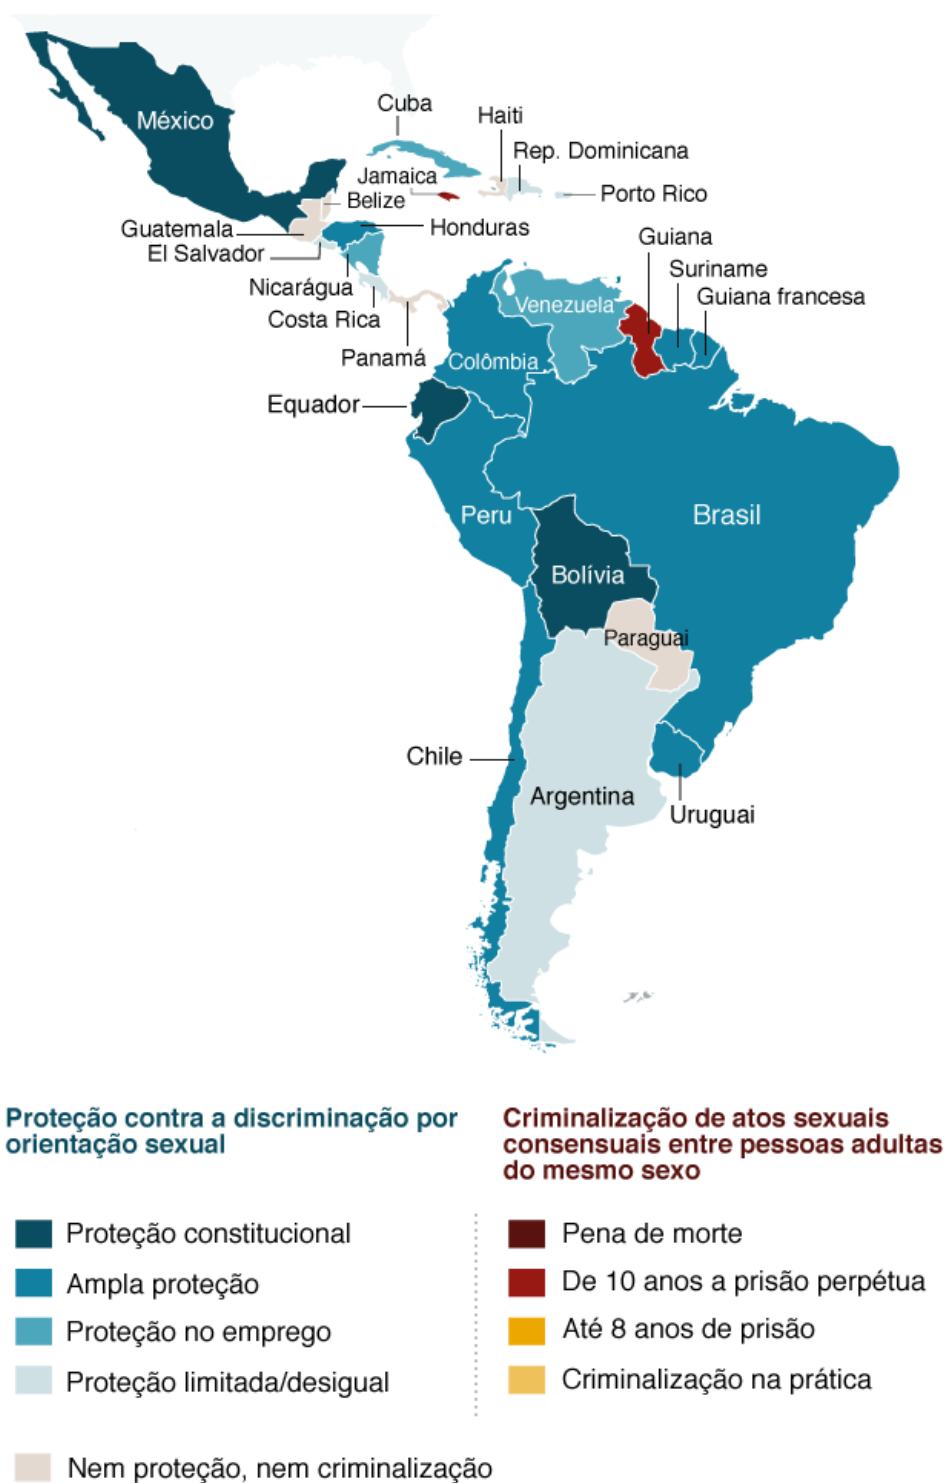 México
Cuba
Haiti
Rep. Dominicana
Jamaica
Porto Rico
Belize
Guatemala
Honduras
El Salvador
Guiana
Suriname
Nicarágua
Venezuela
Guiana francesa
Costa Rica
Panamá
Colômbia
Equador
Peru
Brasil
Bolívia
Paraguai
Chile
Argentina
Uruguai
Proteção contra a discriminação por
orientação sexual
Proteção constitucional
Ampla proteção
Proteção no emprego
Proteção limitada/desigual
Nem proteção, nem criminalização
Criminalização de atos sexuais
consensuais entre pessoas adultas
do mesmo sexo
Pena de morte
De 10 anos a prisão perpétua
Até 8 anos de prisão
Criminalização na prática